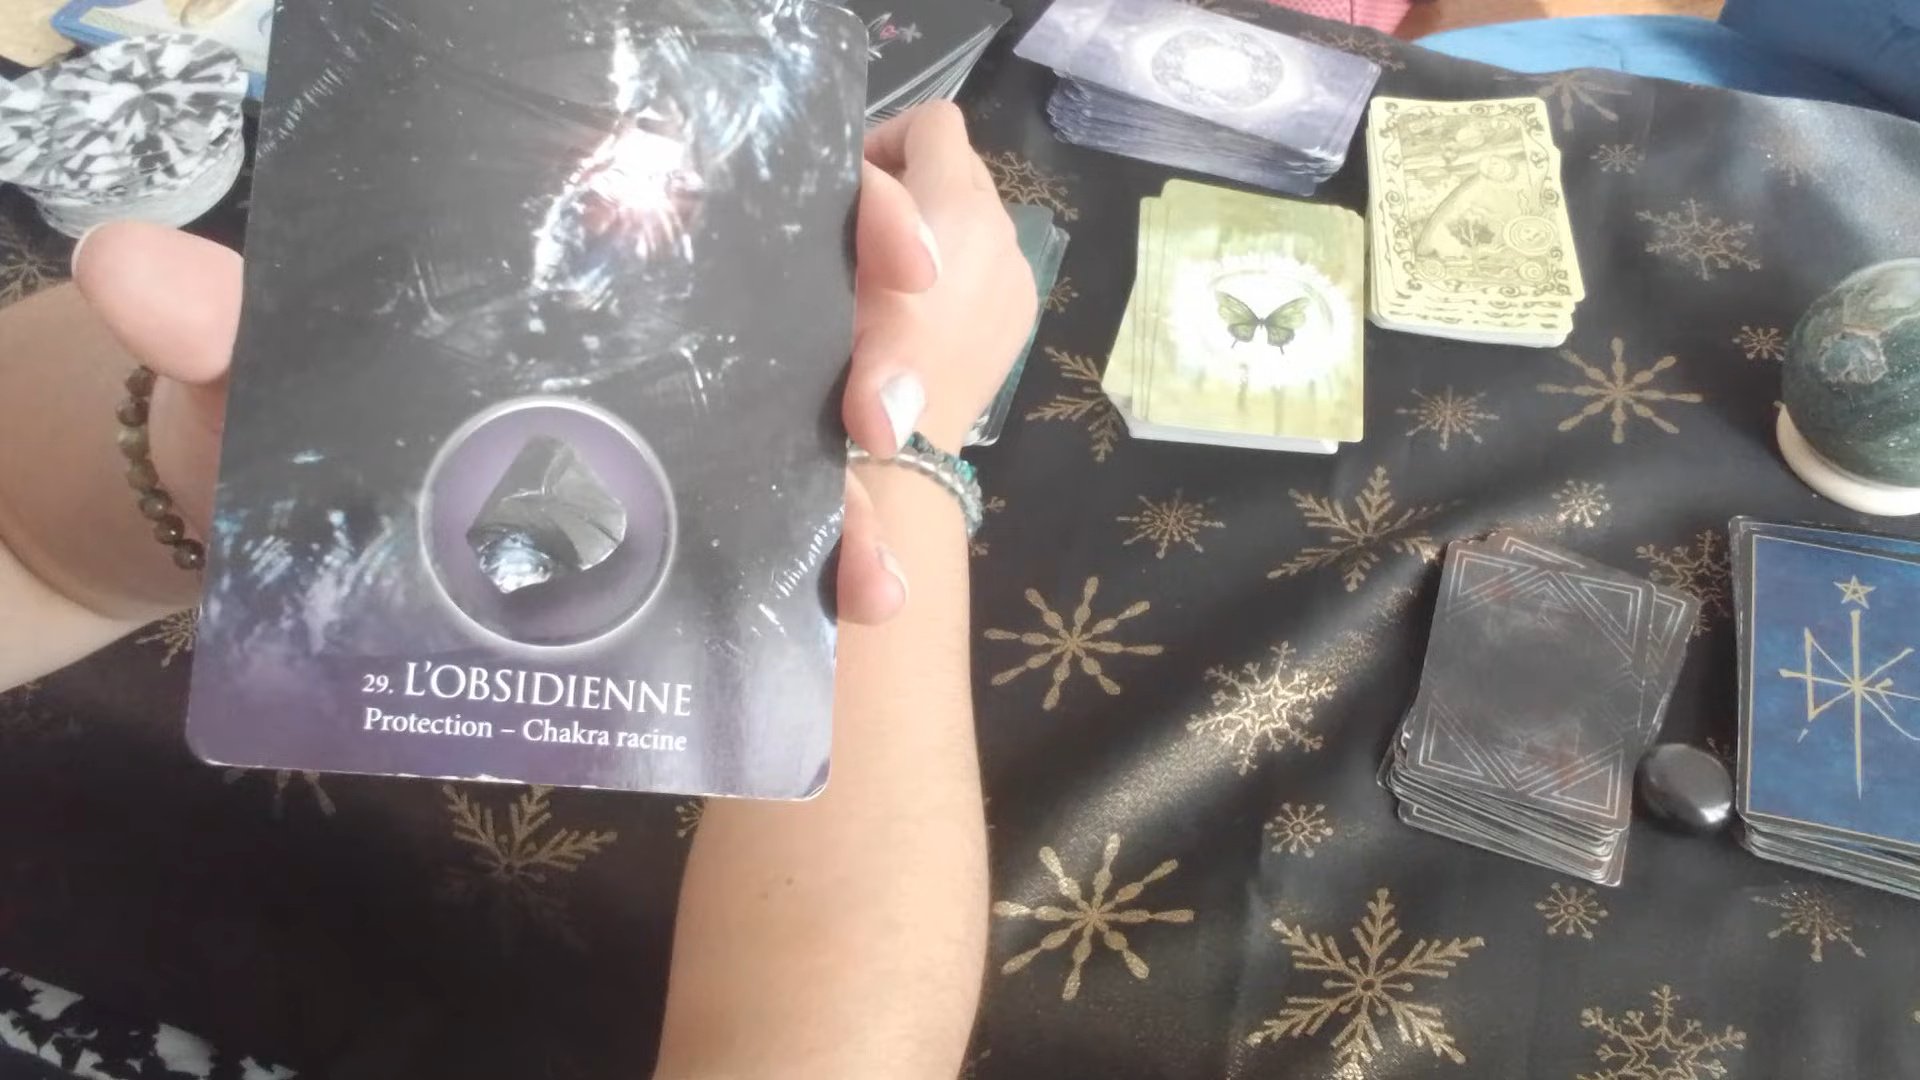 29. L'OBSIDIENNE
Protection – Chakra racine